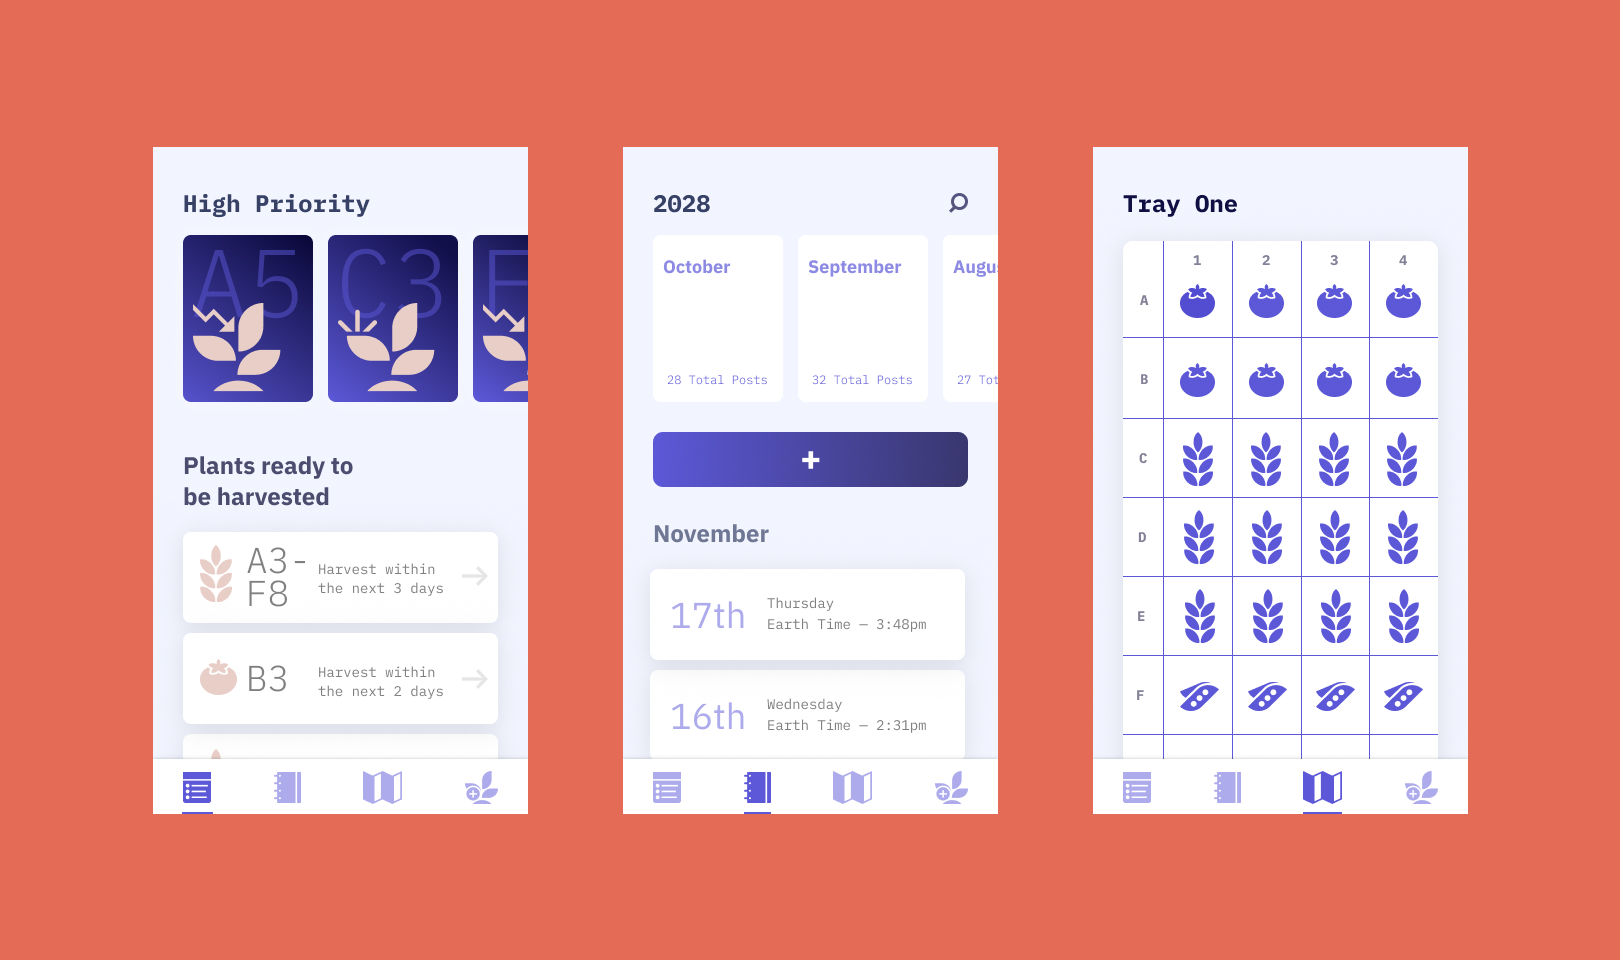 High Priority
A5
C3
Plants ready to
be harvested
A3-
F8
Harvest within
the next 3 days
B3
Harvest within
the next 2 days
2028
October
28 Total Posts
September
32 Total Posts
Augus
27 Tot
+
November
17th
Thursday
Earth Time — 3:48pm
16th
Wednesday
Earth Time — 2:31pm
Tray One
1 2 3 4
A
B
C
D
E
F